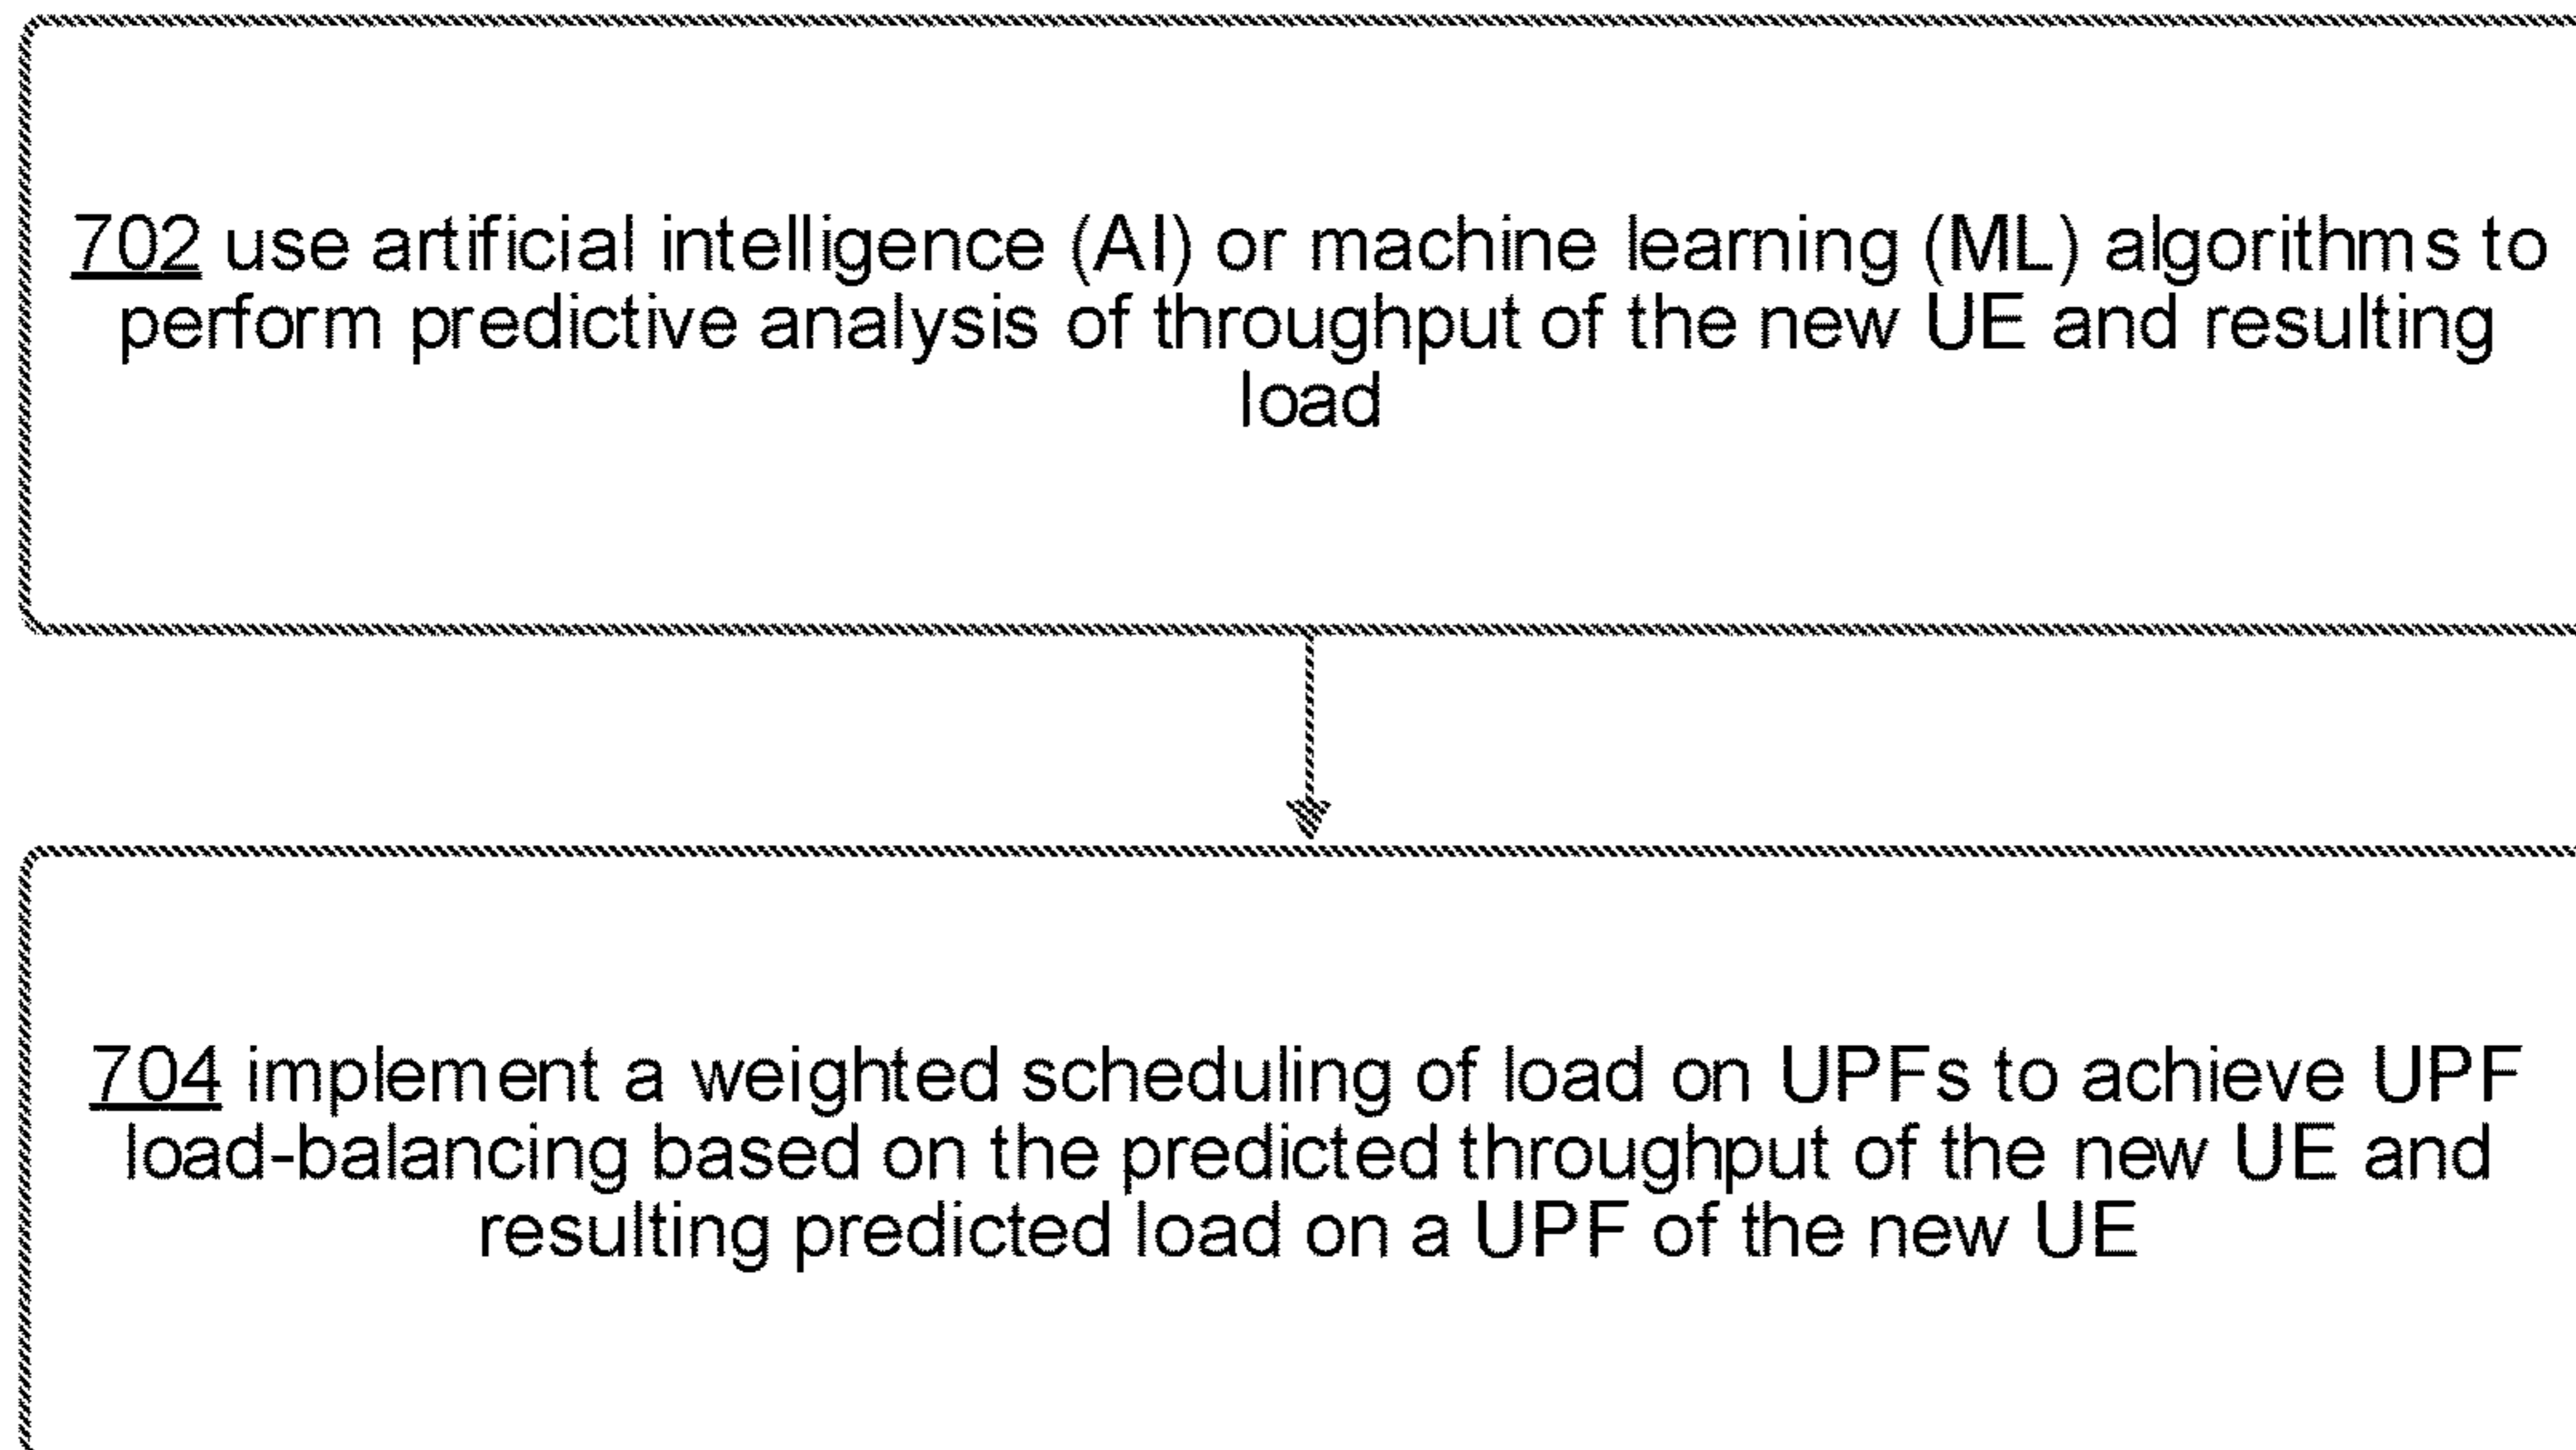 702 use artificial intelligence (AI) or machine learning (ML) algorithms to
perform predictive analysis of throughput of the new UE and resulting
load
704 implement a weighted scheduling of load on UPFs to achieve UPF
load-balancing based on the predicted throughput of the new UE and
resulting predicted load on a UPF of the new UE